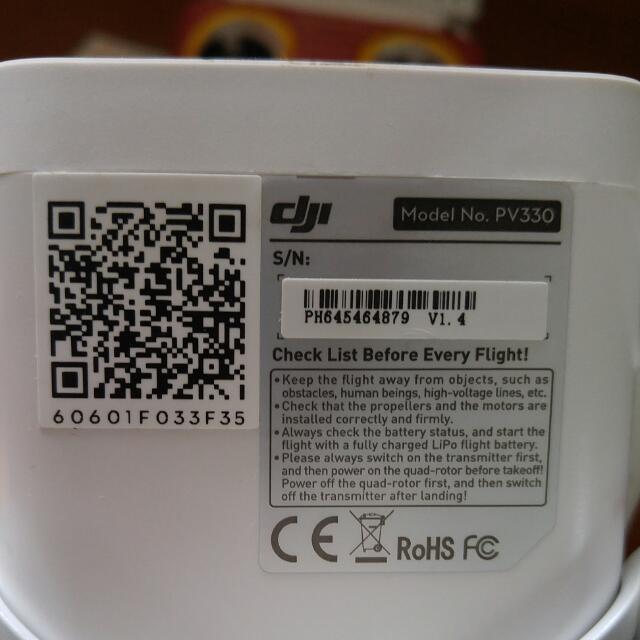 dji
Model No. PV330
S/N:
PH645464879 V1.4
Check List Before Every Flight!
• Keep the flight away from objects, such as
obstacles, human beings, high-voltage lines, etc.
• Check that the propellers and the motors are
installed correctly and firmly.
• Always check the battery status, and start the
flight with a fully charged LiPo flight battery.
• Please always switch on the transmitter first,
and then power on the quad-rotor before takeoff!
Power off the quad-rotor first, and then switch
off the transmitter after landing!
60601F033F35
CE RoHS FC